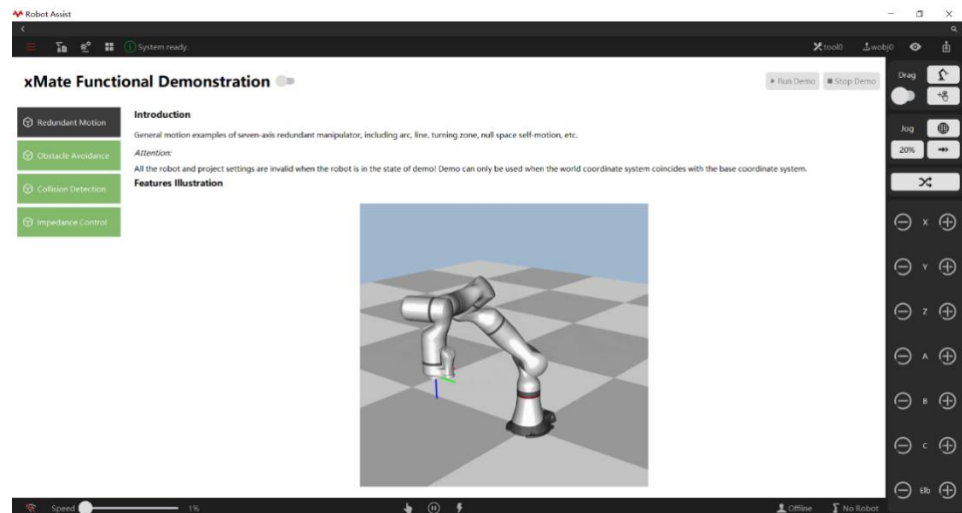 Robot Assist
System ready.
tool0
wobj0
xMate Functional Demonstration
Run Demo
Stop Demo
Drag
Redundant Motion
Introduction
General motion examples of seven-axis redundant manipulator, including arc, line, turning zone, null space self-motion, etc.
Jog
Obstacle Avoidance
Attention:
20%
All the robot and project settings are invalid when the robot is in the state of demo! Demo can only be used when the world coordinate system coincides with the base coordinate system.
Collision Detection
Features Illustration
Impedance Control
X
Y
Z
A
B
C
Elb
Speed
1%
Offline
No Robot